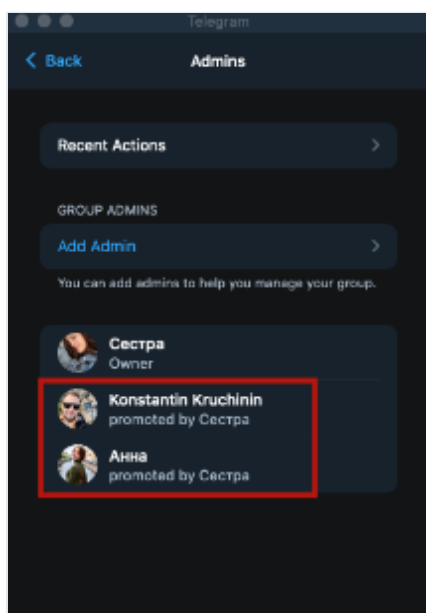 Telegram
Back
Admins
Recent Actions
GROUP ADMINS
Add Admin
You can add admins to help you manage your group.
Сестра
Owner
Konstantin Kruchinin
promoted by Сестра
Анна
promoted by Сестра